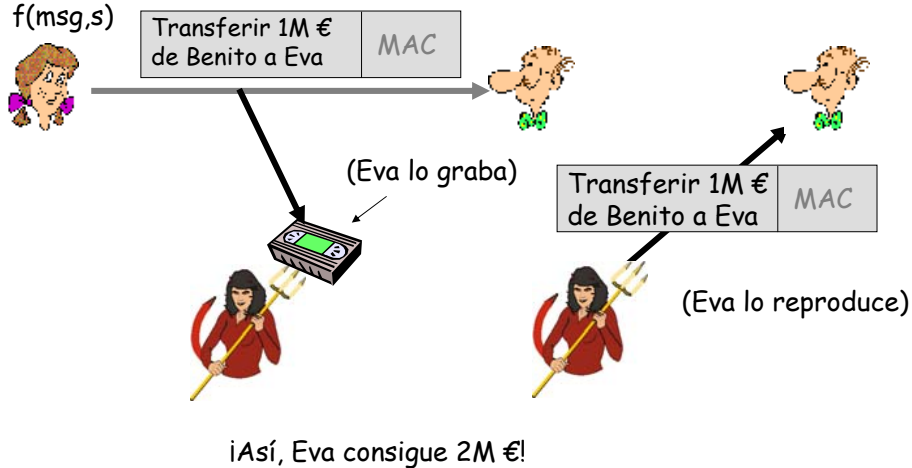 f(msg,s)
Transferir 1M €
de Benito a Eva
MAC
(Eva lo graba)
Transferir 1M €
de Benito a Eva
MAC
(Eva lo reproduce)
¡Así, Eva consigue 2M €!